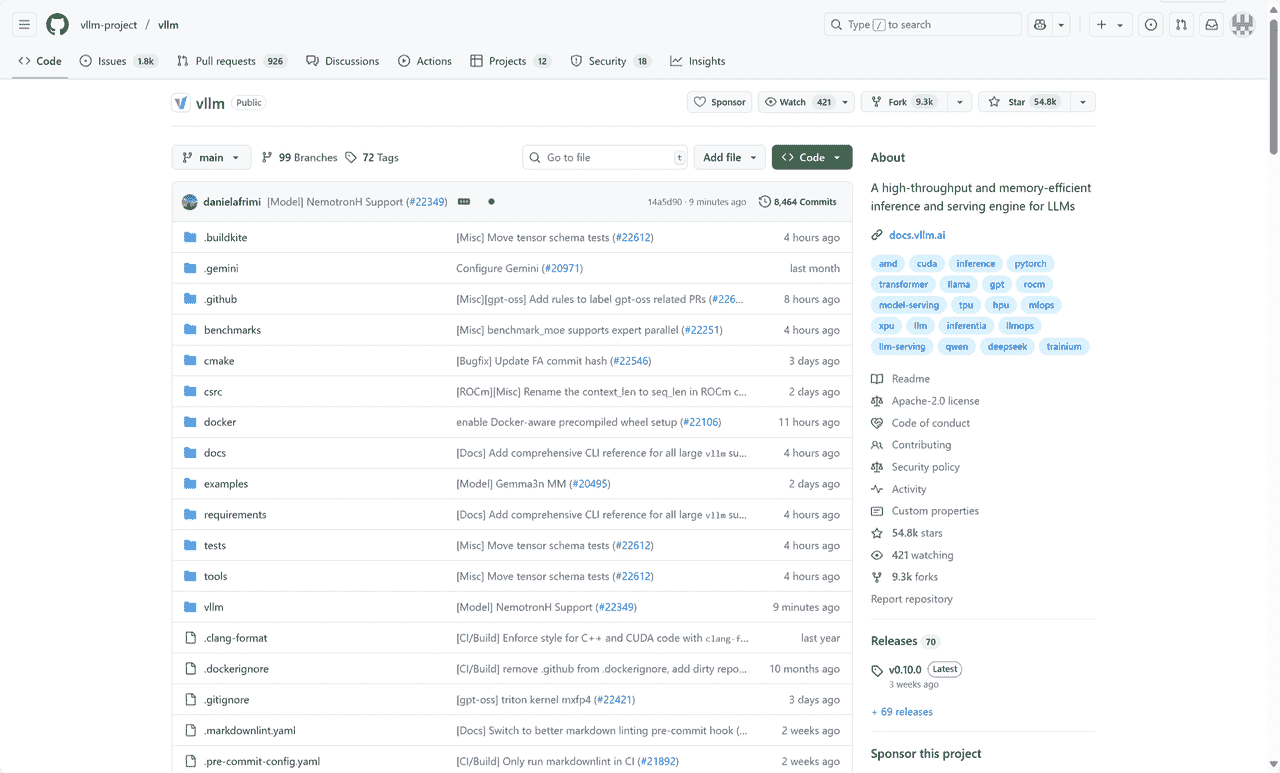 vllm-project / vllm
Type / to search
Code
Issues 1.8k
Pull requests 926
Discussions
Actions
Projects 12
Security 18
Insights
vllm Public
Sponsor
Watch 421
Fork 9.3k
Star 54.8k
main
99 Branches
72 Tags
Go to file t
Add file
Code
danielafrimi [Model] NemotronH Support (#22349) 14a5d90 · 9 minutes ago 8,464 Commits
.buildkite [Misc] Move tensor schema tests (#22612) 4 hours ago
.gemini Configure Gemini (#20971) last month
.github [Misc][gpt-oss] Add rules to label gpt-oss related PRs (#226... 8 hours ago
benchmarks [Misc] benchmark_moe supports expert parallel (#22251) 4 hours ago
cmake [Bugfix] Update FA commit hash (#22546) 3 days ago
csrc [ROCm][Misc] Rename the context_len to seq_len in ROCm c... 2 days ago
docker enable Docker-aware precompiled wheel setup (#22106) 11 hours ago
docs [Docs] Add comprehensive CLI reference for all large vllm su... 4 hours ago
examples [Model] Gemma3n MM (#20495) 2 days ago
requirements [Docs] Add comprehensive CLI reference for all large vllm su... 4 hours ago
tests [Misc] Move tensor schema tests (#22612) 4 hours ago
tools [Misc] Move tensor schema tests (#22612) 4 hours ago
vllm [Model] NemotronH Support (#22349) 9 minutes ago
.clang-format [CI/Build] Enforce style for C++ and CUDA code with clang-f... last year
.dockerignore [CI/Build] remove .github from .dockerignore, add dirty repo... 10 months ago
.gitignore [gpt-oss] triton kernel mxfp4 (#22421) 3 days ago
.markdownlint.yaml [Docs] Switch to better markdown linting pre-commit hook (... 2 weeks ago
.pre-commit-config.yaml [CI/Build] Only run markdownlint in CI (#21892) 2 weeks ago
About
A high-throughput and memory-efficient
inference and serving engine for LLMs
docs.vllm.ai
amd cuda inference pytorch
transformer llama gpt rocm
model-serving tpu hpu mlops
xpu llm inferentia llmops
llm-serving qwen deepseek trainium
Readme
Apache-2.0 license
Code of conduct
Contributing
Security policy
Activity
Custom properties
54.8k stars
421 watching
9.3k forks
Report repository
Releases 70
v0.10.0 Latest
3 weeks ago
+ 69 releases
Sponsor this project